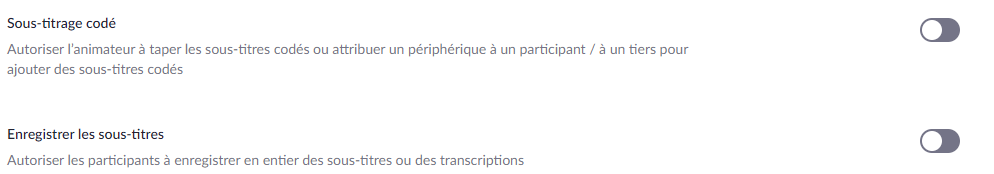 Sous-titrage codé
Autoriser l'animateur à taper les sous-titres codés ou attribuer un périphérique à un participant / à un tiers pour
ajouter des sous-titres codés
Enregistrer les sous-titres
Autoriser les participants à enregistrer en entier des sous-titres ou des transcriptions